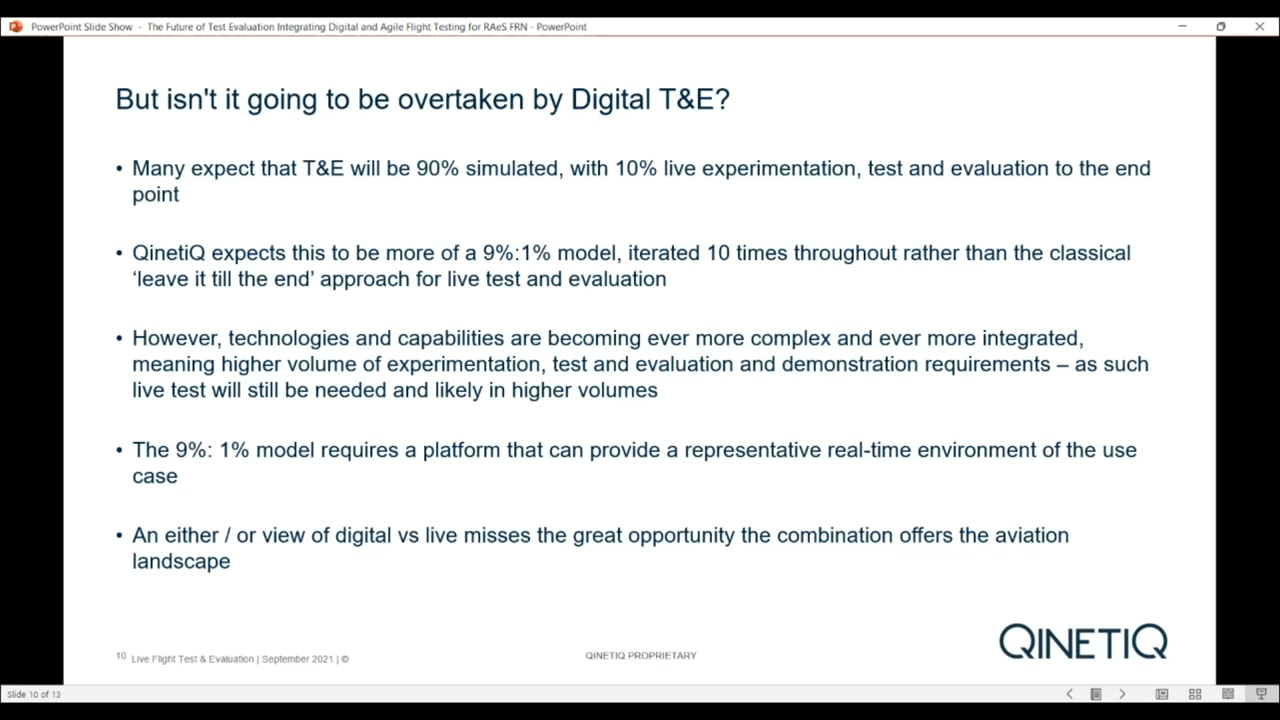 PowerPoint Slide Show - The Future of Test Evaluation Integrating Digital and Agile Flight Testing for RAeS FRN - PowerPoint
But isn't it going to be overtaken by Digital T&E?
• Many expect that T&E will be 90% simulated, with 10% live experimentation, test and evaluation to the end
point
• QinetiQ expects this to be more of a 9%:1% model, iterated 10 times throughout rather than the classical
‘leave it till the end’ approach for live test and evaluation
• However, technologies and capabilities are becoming ever more complex and ever more integrated,
meaning higher volume of experimentation, test and evaluation and demonstration requirements – as such
live test will still be needed and likely in higher volumes
• The 9%: 1% model requires a platform that can provide a representative real-time environment of the use
case
• An either / or view of digital vs live misses the great opportunity the combination offers the aviation
landscape
QINETIQ
10 Live Flight Test & Evaluation | September 2021 | ©
QINETIQ PROPRIETARY
Slide 10 of 13